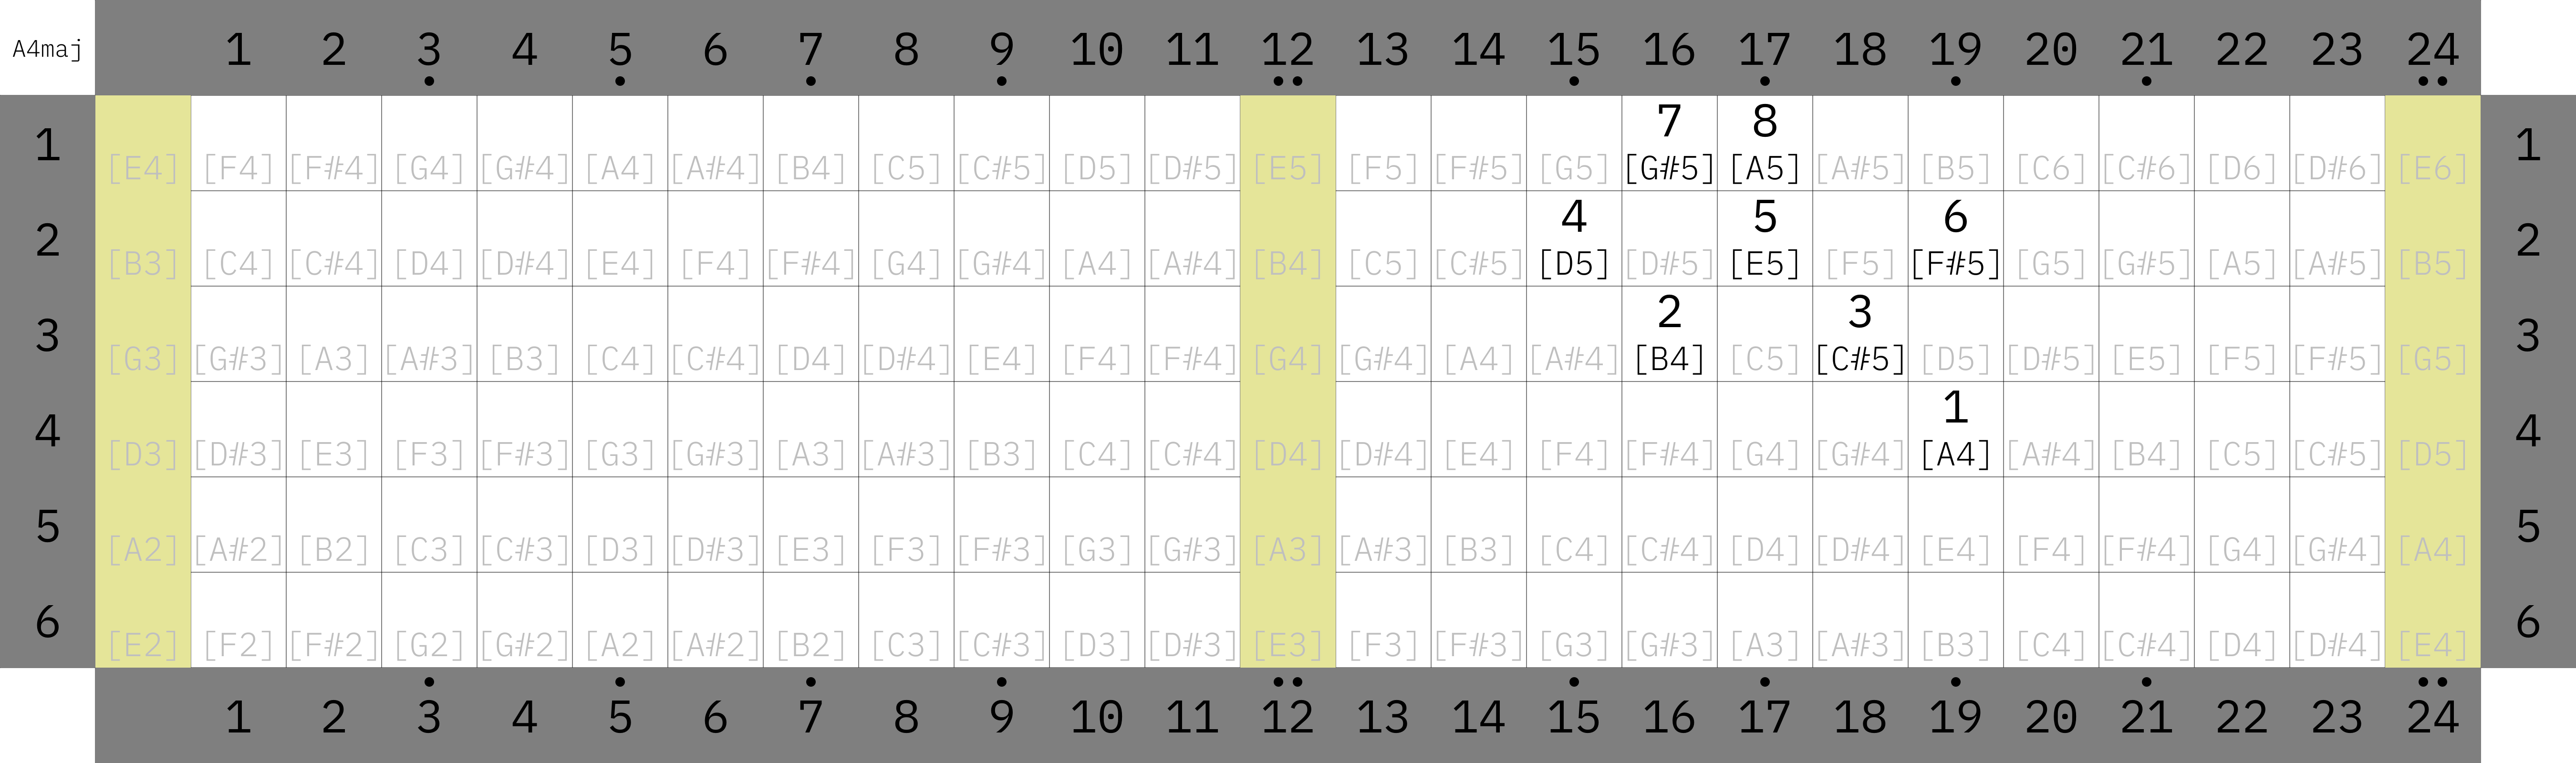 A4maj 1 2 3 4 5 6 7 8 9 10 11 12 13 14 15 16 17 18 19 20 21 22 23 24
7 8
1 [E4] [F4] [F#4] [G4] [G#4] [A4] [A#4] [B4] [C5] [C#5] [D5] [D#5] [E5] [F5] [F#5] [G5] [G#5] [A5] [A#5] [B5] [C6] [C#6] [D6] [D#6] [E6] 1
4 5 6
2 [B3] [C4] [C#4] [D4] [D#4] [E4] [F4] [F#4] [G4] [G#4] [A4] [A#4] [B4] [C5] [C#5] [D5] [D#5] [E5] [F5] [F#5] [G5] [G#5] [A5] [A#5] [B5] 2
2 3
3 [G3] [G#3] [A3] [A#3] [B3] [C4] [C#4] [D4] [D#4] [E4] [F4] [F#4] [G4] [G#4] [A4] [A#4] [B4] [C5] [C#5] [D5] [D#5] [E5] [F5] [F#5] [G5] 3
1
4 [D3] [D#3] [E3] [F3] [F#3] [G3] [G#3] [A3] [A#3] [B3] [C4] [C#4] [D4] [D#4] [E4] [F4] [F#4] [G4] [G#4] [A4] [A#4] [B4] [C5] [C#5] [D5] 4
5 [A2] [A#2] [B2] [C3] [C#3] [D3] [D#3] [E3] [F3] [F#3] [G3] [G#3] [A3] [A#3] [B3] [C4] [C#4] [D4] [D#4] [E4] [F4] [F#4] [G4] [G#4] [A4] 5
6 [E2] [F2] [F#2] [G2] [G#2] [A2] [A#2] [B2] [C3] [C#3] [D3] [D#3] [E3] [F3] [F#3] [G3] [G#3] [A3] [A#3] [B3] [C4] [C#4] [D4] [D#4] [E4] 6
1 2 3 4 5 6 7 8 9 10 11 12 13 14 15 16 17 18 19 20 21 22 23 24